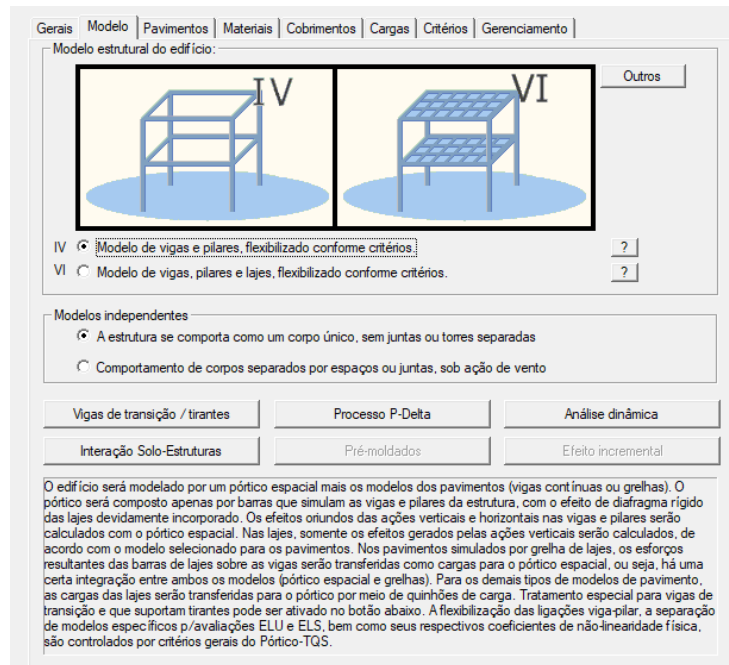 Gerais Modelo Pavimentos Materiais Cobrimentos Cargas Critérios Gerenciamento
Modelo estrutural do edifício:
IV VI Outros
IV Modelo de vigas e pilares, flexibilizado conforme critérios. ?
VI Modelo de vigas, pilares e lajes, flexibilizado conforme critérios. ?
Modelos independentes
A estrutura se comporta como um corpo único, sem juntas ou torres separadas
Comportamento de corpos separados por espaços ou juntas, sob ação de vento
Vigas de transição / tirantes Processo P-Delta Análise dinâmica
Interação Solo-Estruturas Pré-moldados Efeito incremental
O edifício será modelado por um pórtico espacial mais os modelos dos pavimentos (vigas contínuas ou grelhas). O
pórtico será composto apenas por barras que simulam as vigas e pilares da estrutura, com o efeito de diafragma rígido
das lajes devidamente incorporado. Os efeitos oriundos das ações verticais e horizontais nas vigas e pilares serão
calculados com o pórtico espacial. Nas lajes, somente os efeitos gerados pelas ações verticais serão calculados, de
acordo com o modelo selecionado para os pavimentos. Nos pavimentos simulados por grelha de lajes, os esforços
resultantes das barras de lajes sobre as vigas serão transferidas como cargas para o pórtico espacial, ou seja, há uma
certa integração entre ambos os modelos (pórtico espacial e grelhas). Para os demais tipos de modelos de pavimento,
as cargas das lajes serão transferidas para o pórtico por meio de quinhões de carga. Tratamento especial para vigas de
transição e que suportam tirantes pode ser ativado no botão abaixo. A flexibilização das ligações viga-pilar, a separação
de modelos específicos p/avaliações ELU e ELS, bem como seus respectivos coeficientes de não-linearidade física,
são controlados por critérios gerais do Pórtico-TQS.